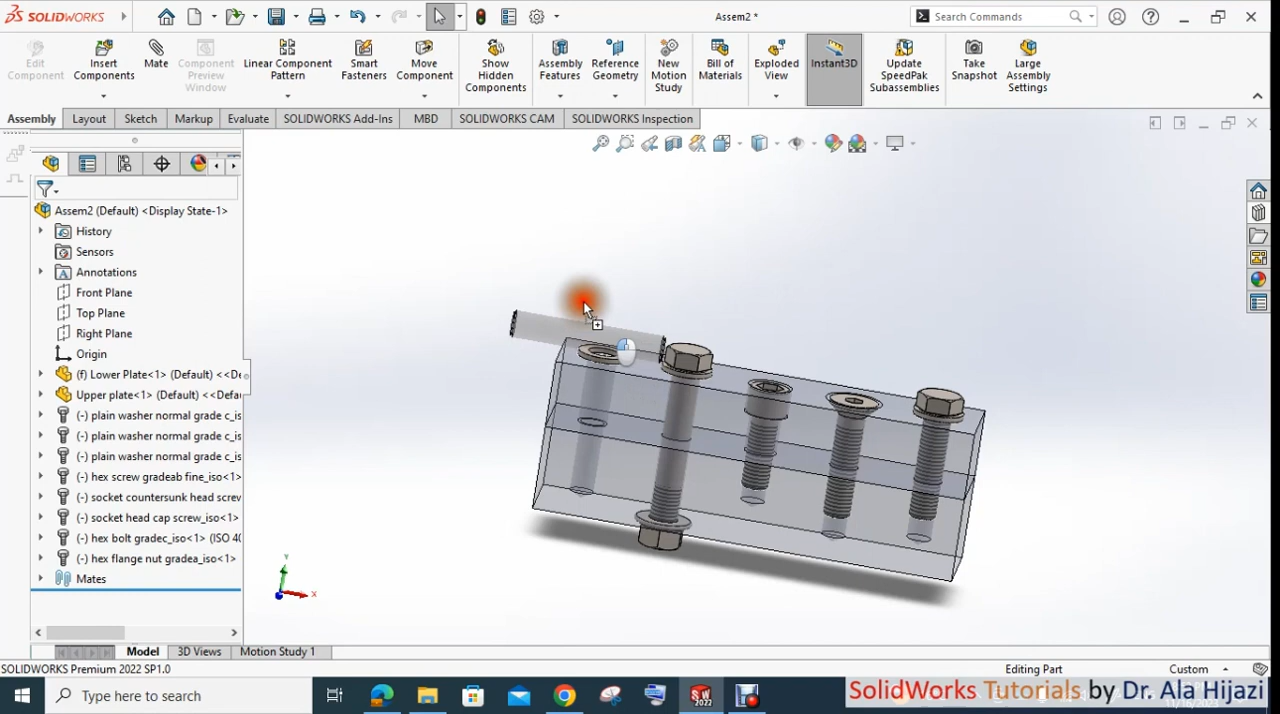 SOLIDWORKS
Assem2 *
Search Commands
Edit Component
Insert Components
Mate
Component Preview Window
Linear Component Pattern
Smart Fasteners
Move Component
Show Hidden Components
Assembly Features
Reference Geometry
New Motion Study
Bill of Materials
Exploded View
Instant3D
Update SpeedPak Subassemblies
Take Snapshot
Large Assembly Settings
Assembly
Layout
Sketch
Markup
Evaluate
SOLIDWORKS Add-Ins
MBD
SOLIDWORKS CAM
SOLIDWORKS Inspection
Assem2 (Default) <Display State-1>
History
Sensors
Annotations
Front Plane
Top Plane
Right Plane
Origin
(f) Lower Plate<1> (Default) <<De
Upper plate<1> (Default) <<Defau
(-) plain washer normal grade c_is
(-) plain washer normal grade c_is
(-) plain washer normal grade c_is
(-) hex screw gradeab fine_iso<1>
(-) socket countersunk head screw
(-) socket head cap screw_iso<1>
(-) hex bolt gradec_iso<1> (ISO 40
(-) hex flange nut gradea_iso<1>
Mates
Y
X
Model
3D Views
Motion Study 1
SOLIDWORKS Premium 2022 SP1.0
Editing Part
Custom
Type here to search
SW 2022
SolidWorks Tutorials by Dr. Ala Hijazi